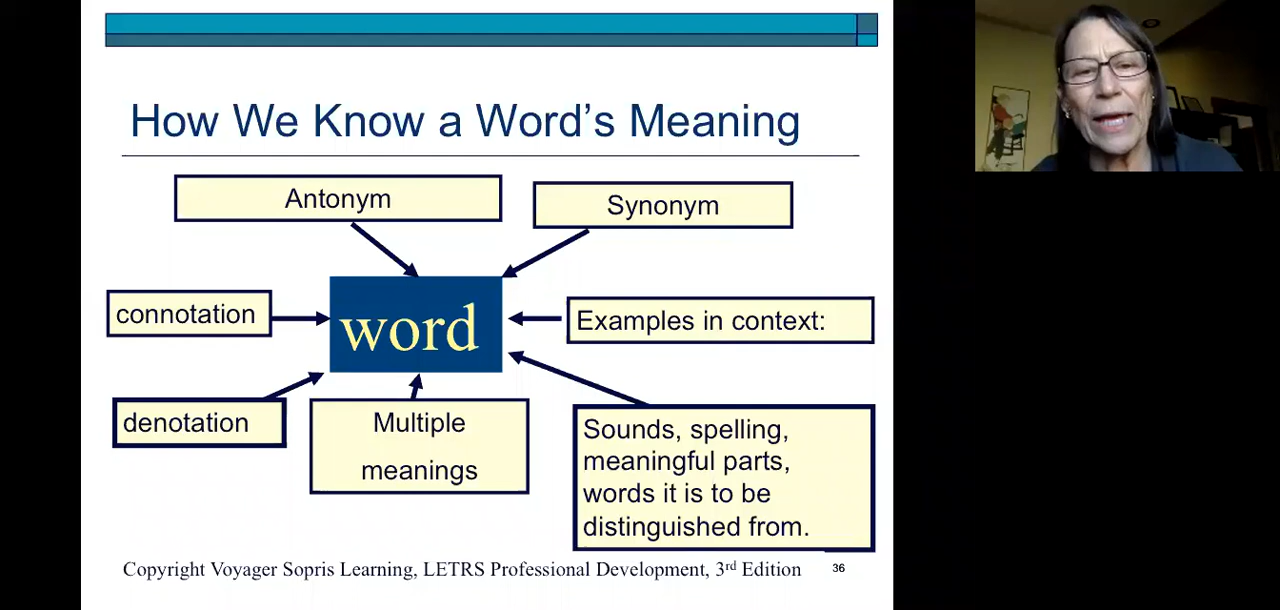 How We Know a Word’s Meaning
Antonym
Synonym
connotation
word
Examples in context:
denotation
Multiple
meanings
Sounds, spelling,
meaningful parts,
words it is to be
distinguished from.
Copyright Voyager Sopris Learning, LETRS Professional Development, 3rd Edition
36